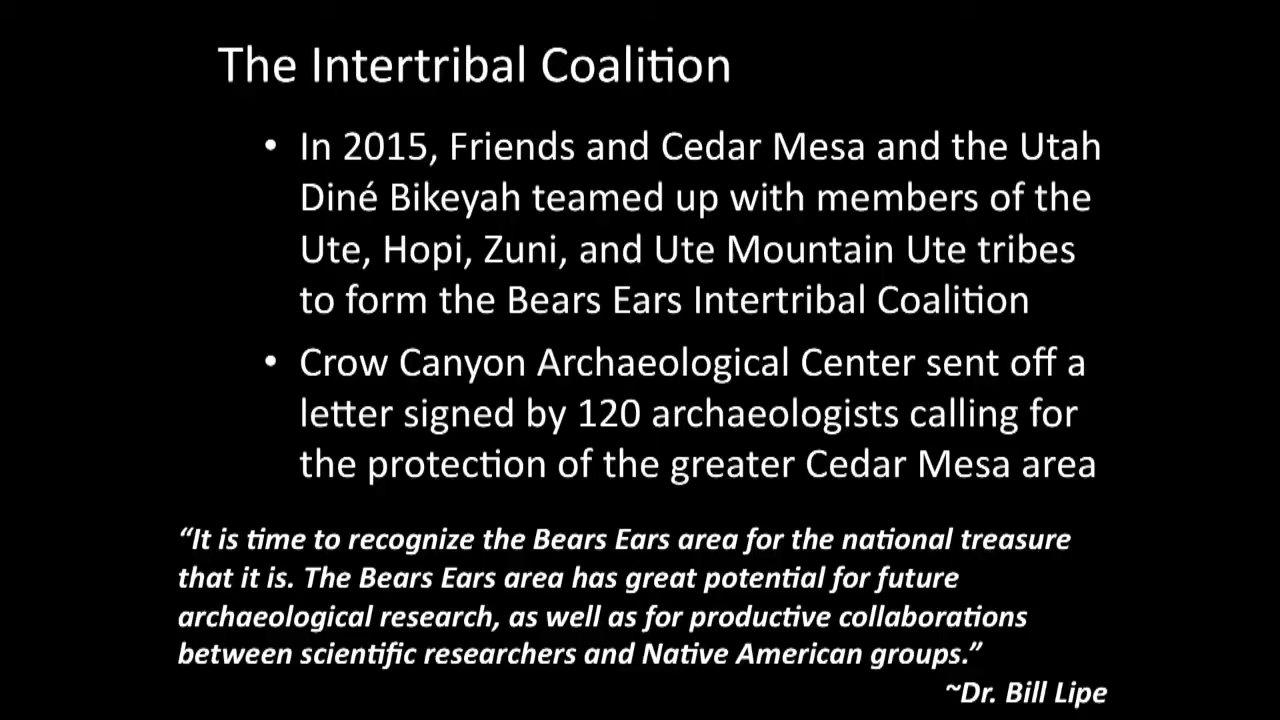 The Intertribal Coalition
• In 2015, Friends and Cedar Mesa and the Utah
Diné Bikeyah teamed up with members of the
Ute, Hopi, Zuni, and Ute Mountain Ute tribes
to form the Bears Ears Intertribal Coalition
• Crow Canyon Archaeological Center sent off a
letter signed by 120 archaeologists calling for
the protection of the greater Cedar Mesa area
“It is time to recognize the Bears Ears area for the national treasure
that it is. The Bears Ears area has great potential for future
archaeological research, as well as for productive collaborations
between scientific researchers and Native American groups.”
~Dr. Bill Lipe